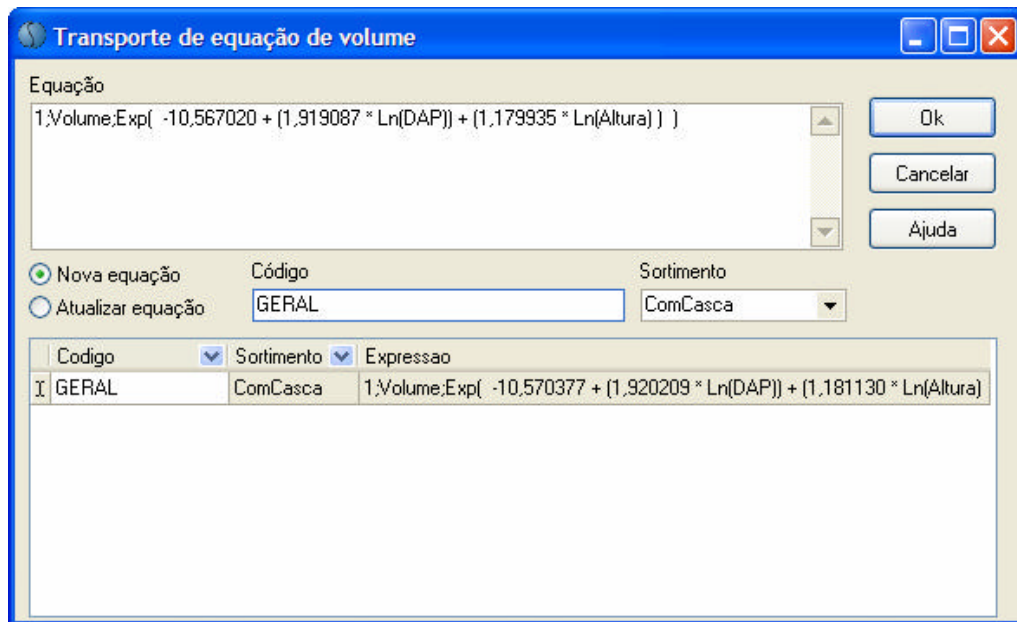 Transporte de equação de volume
Equação
1;Volume;Exp(  -10,567020 + (1,919087 * Ln(DAP)) + (1,179935 * Ln(Altura) )  )
Ok
Cancelar
Ajuda
Nova equação
Atualizar equação
Código
GERAL
Sortimento
ComCasca
Codigo Sortimento Expressao
GERAL ComCasca 1;Volume;Exp(  -10,570377 + (1,920209 * Ln(DAP)) + (1,181130 * Ln(Altura)